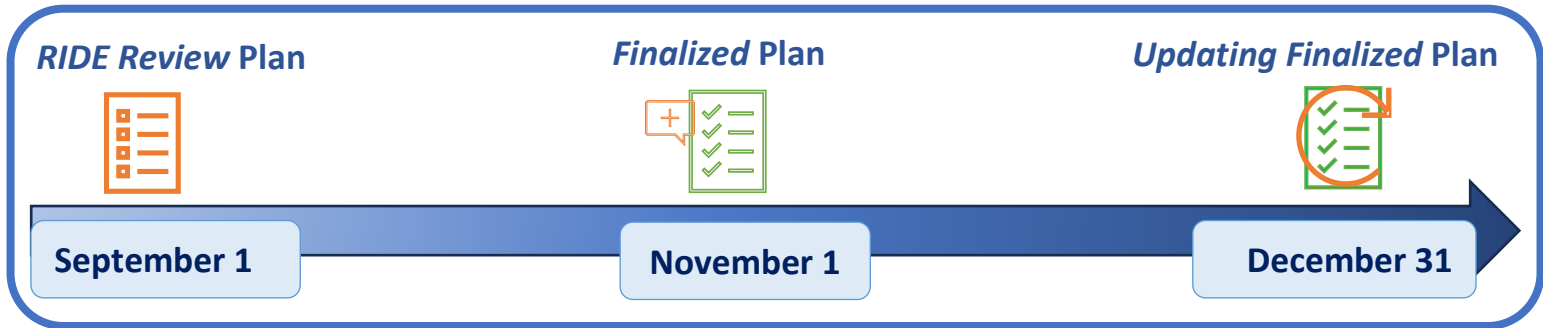 RIDE Review Plan
Finalized Plan
Updating Finalized Plan
September 1
November 1
December 31